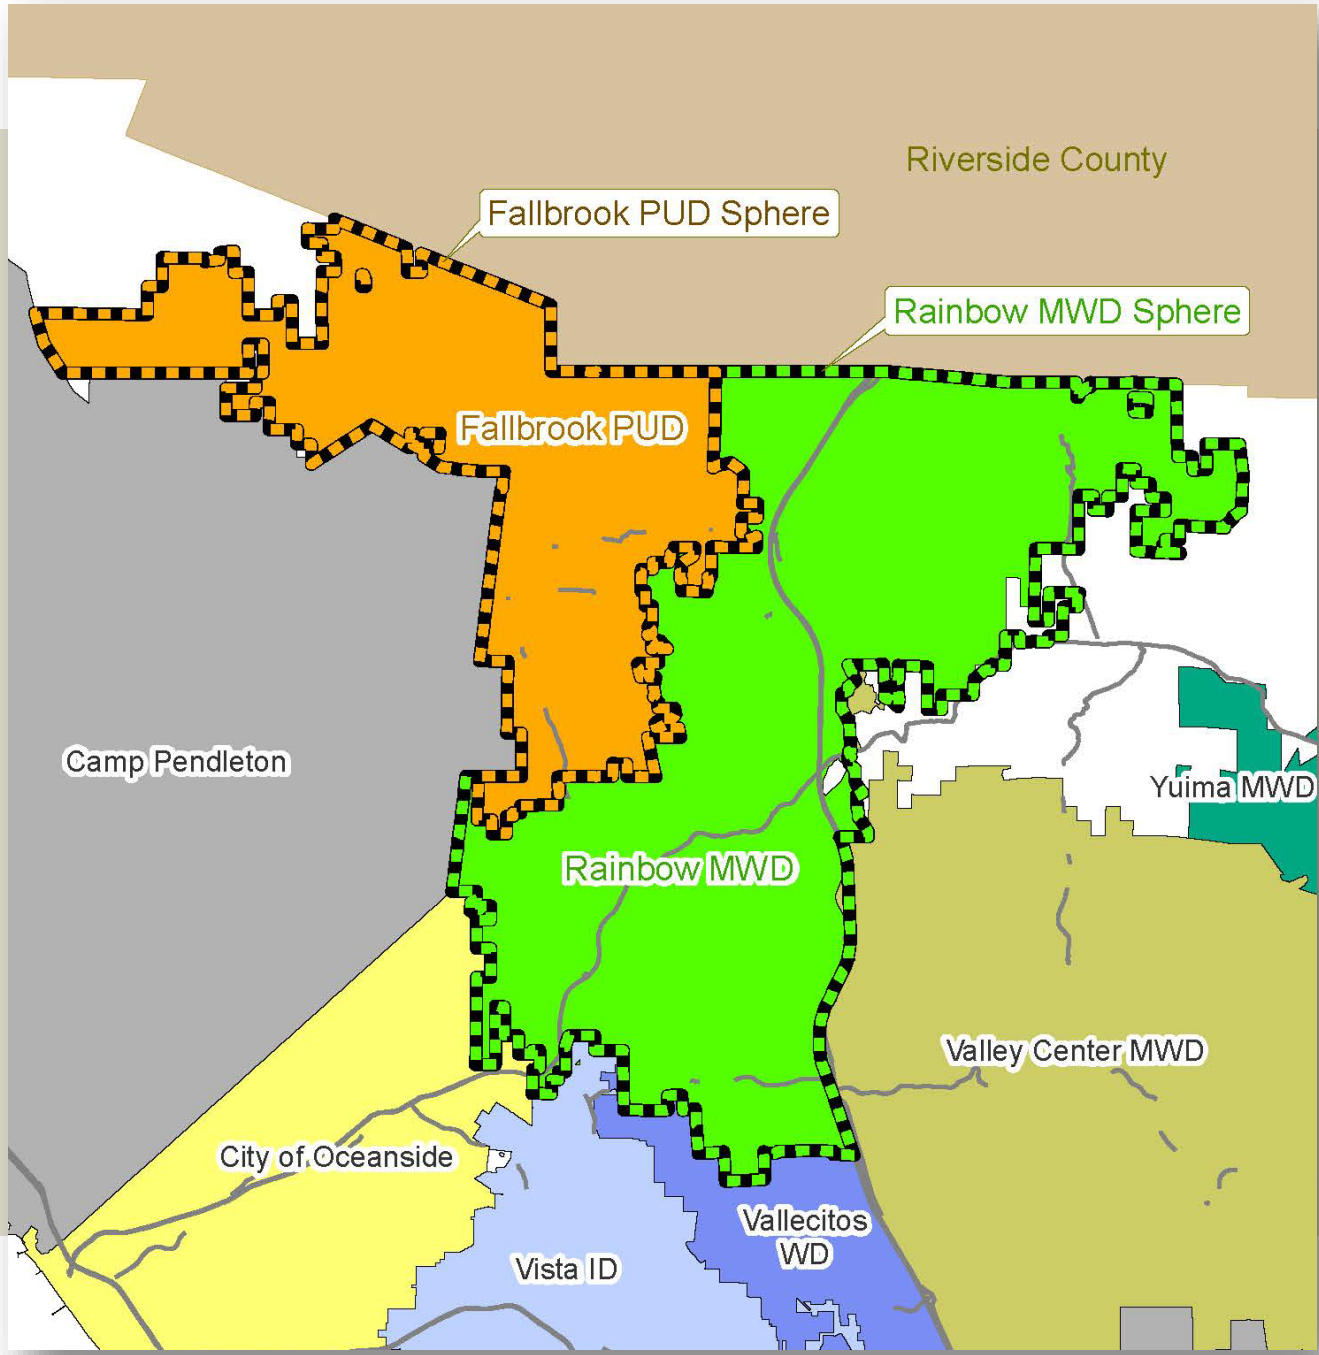 Riverside County
Fallbrook PUD Sphere
Rainbow MWD Sphere
Fallbrook PUD
Camp Pendleton
Yuima MWD
Rainbow MWD
Valley Center MWD
City of Oceanside
Vallecitos
WD
Vista ID